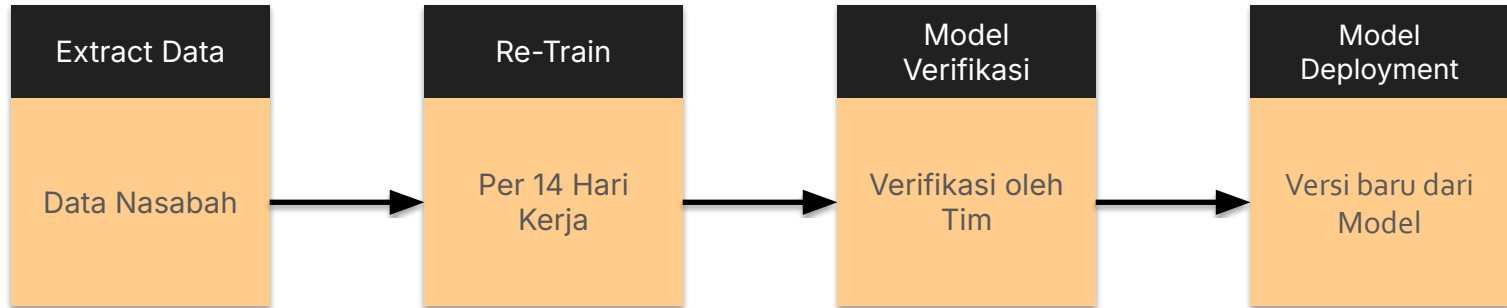 Extract Data
Data Nasabah
Re-Train
Per 14 Hari
Kerja
Model
Verifikasi
Verifikasi oleh
Tim
Model
Deployment
Versi baru dari
Model